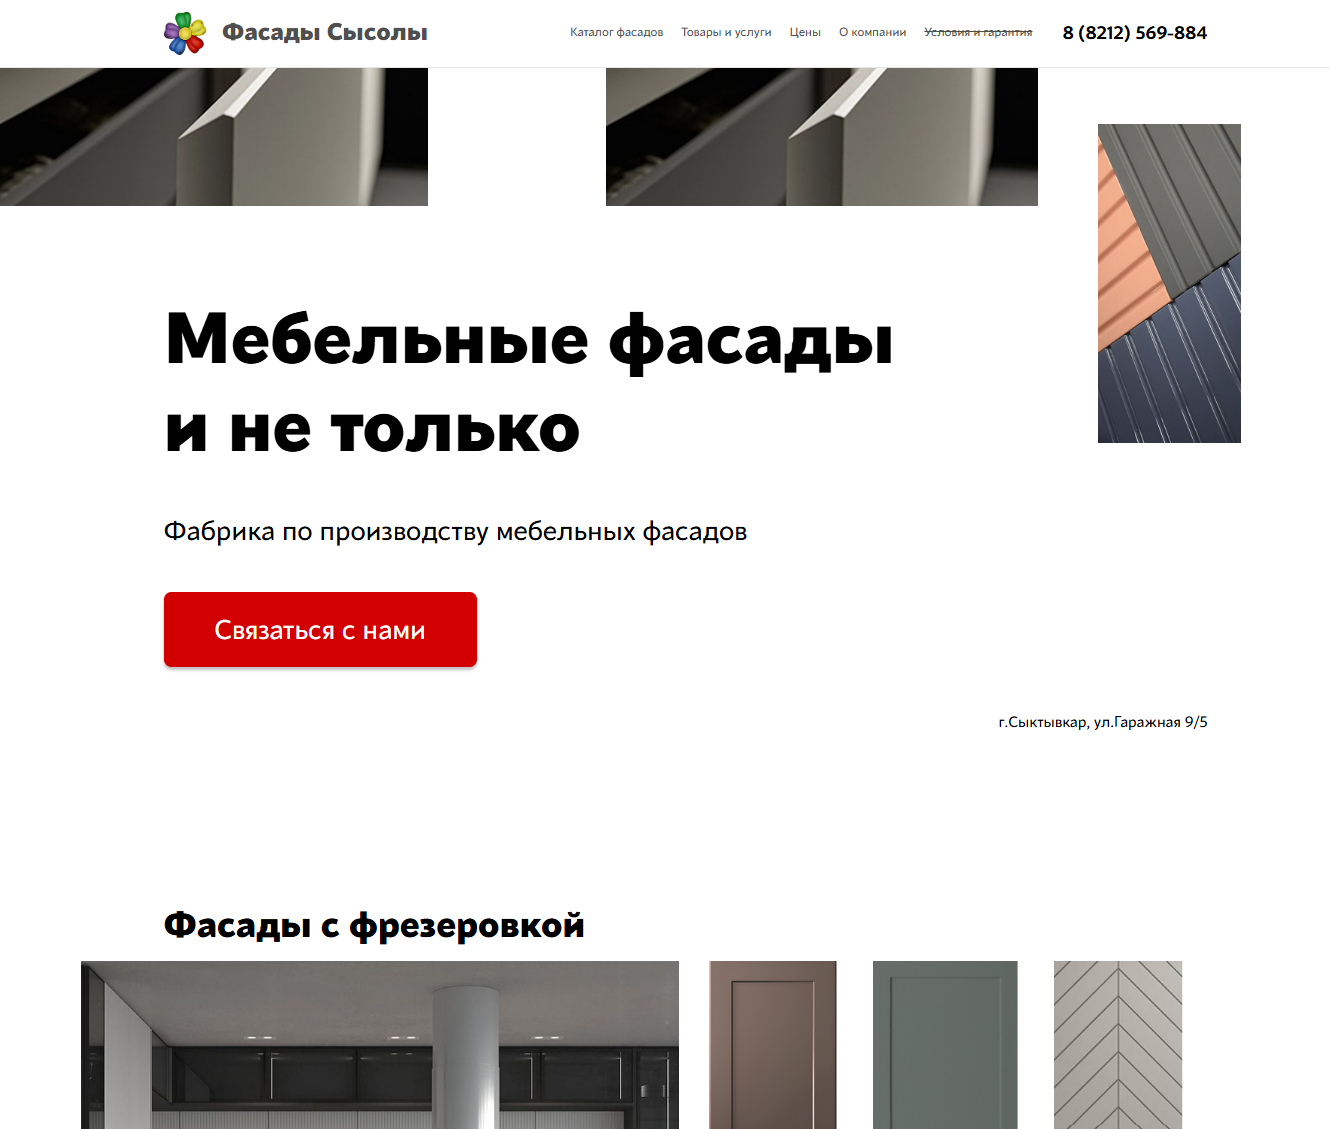 Фасады Сысолы
Каталог фасадов Товары и услуги Цены О компании Условия и гарантия 8 (8212) 569-884
Мебельные фасады
и не только
Фабрика по производству мебельных фасадов
Связаться с нами
г.Сыктывкар, ул.Гаражная 9/5
Фасады с фрезеровкой